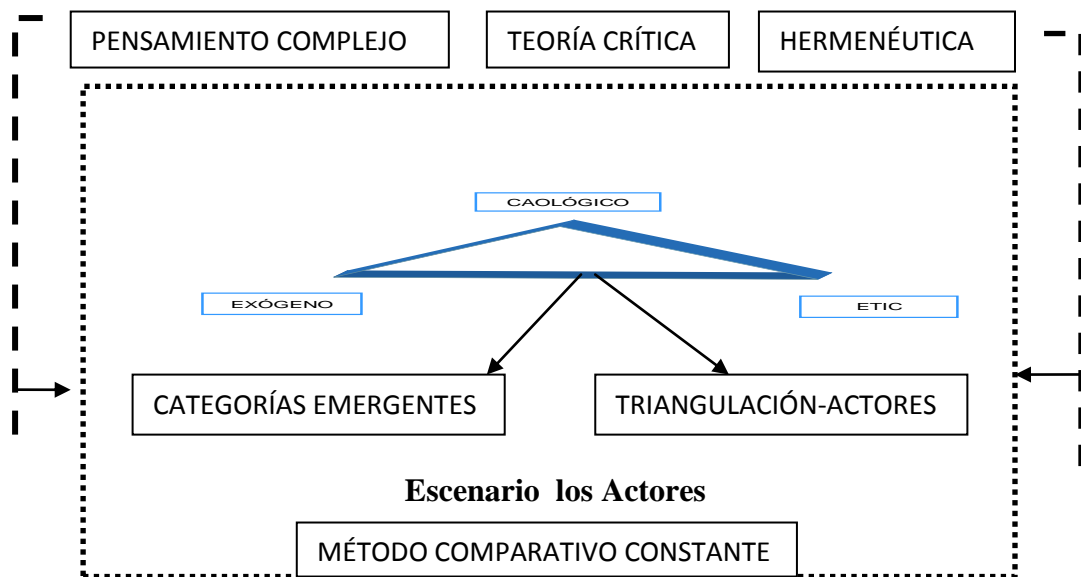 PENSAMIENTO COMPLEJO
TEORÍA CRÍTICA
HERMENÉUTICA
CAOLÓGICO
EXÓGENO
ETIC
CATEGORÍAS EMERGENTES
TRIANGULACIÓN-ACTORES
Escenario los Actores
MÉTODO COMPARATIVO CONSTANTE